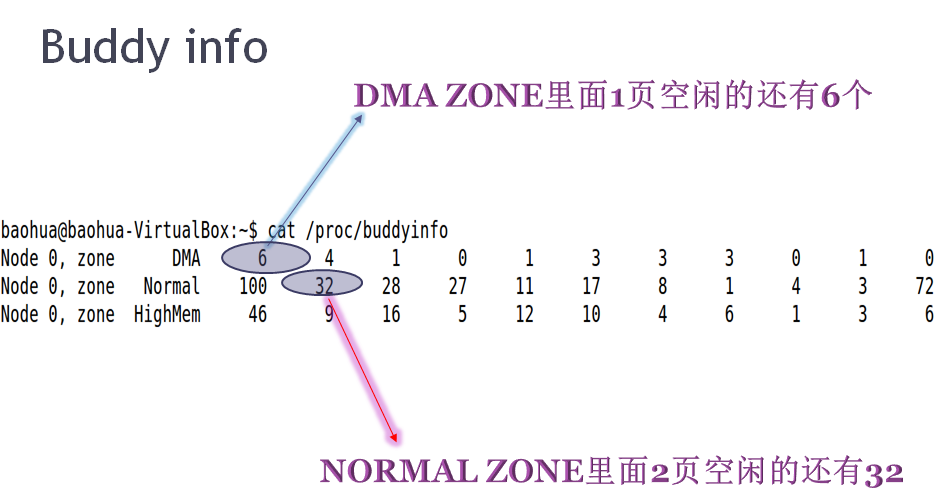 Buddy info
DMA ZONE里面1页空闲的还有6个
baohua@baohua-VirtualBox:~$ cat /proc/buddyinfo
Node 0, zone DMA 6 4 1 0 1 3 3 3 0 1 0
Node 0, zone Normal 100 32 28 27 11 17 8 1 4 3 72
Node 0, zone HighMem 46 9 16 5 12 10 4 6 1 3 6
NORMAL ZONE里面2页空闲的还有32